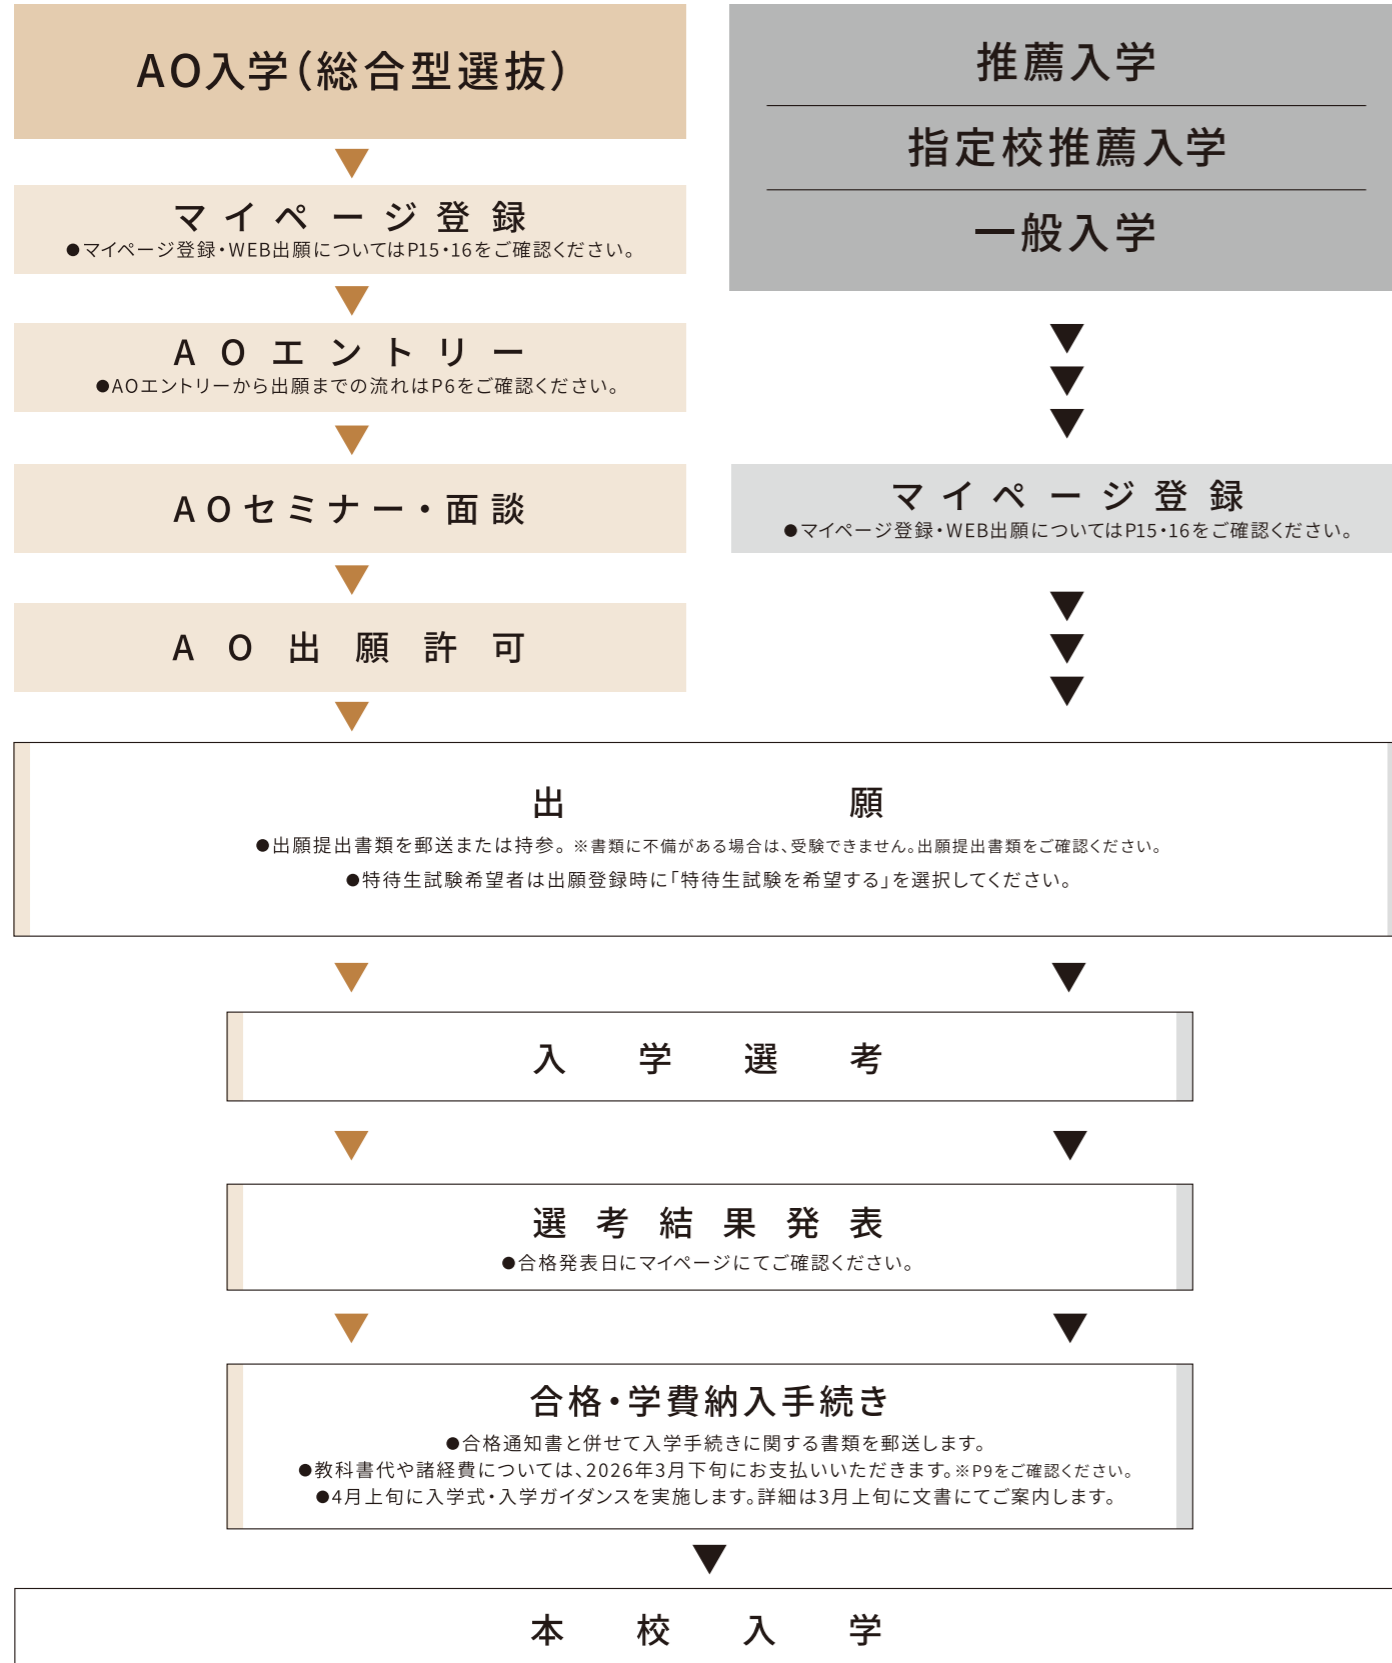 AO入学(総合型選抜)
マイページ登録
●マイページ登録・WEB出願についてはP15・16をご確認ください。
AOエントリー
●AOエントリーから出願までの流れはP6をご確認ください。
AOセミナー・面談
AO出願許可
推薦入学
指定校推薦入学
一般入学
マイページ登録
●マイページ登録・WEB出願についてはP15・16をご確認ください。
出願
●出願提出書類を郵送または持参。※書類に不備がある場合は、受験できません。出願提出書類をご確認ください。
●特待生試験希望者は出願登録時に「特待生試験を希望する」を選択してください。
入学選考
選考結果発表
●合格発表日にマイページにてご確認ください。
合格・学費納入手続き
●合格通知書と併せて入学手続きに関する書類を郵送します。
●教科書代や諸経費については、2026年3月下旬にお支払いいただきます。※P9をご確認ください。
●4月上旬に入学式・入学ガイダンスを実施します。詳細は3月上旬に文書にてご案内します。
本校入学